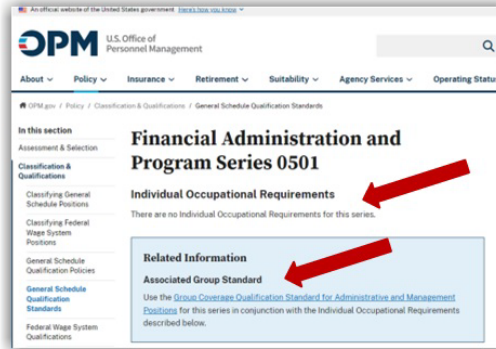 An official website of the United States government Here's how you know
OPM U.S. Office of
Personnel Management
About Policy Insurance Retirement Suitability Agency Services Operating Status
OPM.gov / Policy / Classification & Qualifications / General Schedule Qualification Standards
In this section
Assessment & Selection
Classification &
Qualifications
Classifying General
Schedule Positions
Classifying Federal
Wage System
Positions
General Schedule
Qualification Policies
General Schedule
Qualification
Standards
Federal Wage System
Qualifications
Financial Administration and
Program Series 0501
Individual Occupational Requirements
There are no Individual Occupational Requirements for this series.
Related Information
Associated Group Standard
Use the Group Coverage Qualification Standard for Administrative and Management
Positions for this series in conjunction with the Individual Occupational Requirements
described below.